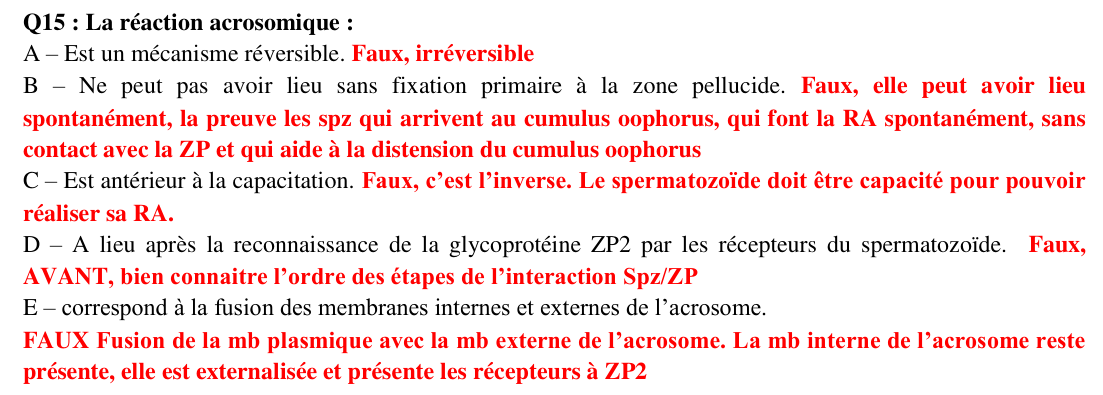 Q15 : La réaction acrosomique :
A – Est un mécanisme réversible. Faux, irréversible
B – Ne peut pas avoir lieu sans fixation primaire à la zone pellucide. Faux, elle peut avoir lieu
spontanément, la preuve les spz qui arrivent au cumulus oophorus, qui font la RA spontanément, sans
contact avec la ZP et qui aide à la distension du cumulus oophorus
C – Est antérieur à la capacitation. Faux, c’est l’inverse. Le spermatozoïde doit être capacité pour pouvoir
réaliser sa RA.
D – A lieu après la reconnaissance de la glycoprotéine ZP2 par les récepteurs du spermatozoïde. Faux,
AVANT, bien connaitre l’ordre des étapes de l’interaction Spz/ZP
E – correspond à la fusion des membranes internes et externes de l’acrosome.
FAUX Fusion de la mb plasmique avec la mb externe de l’acrosome. La mb interne de l’acrosome reste
présente, elle est externalisée et présente les récepteurs à ZP2